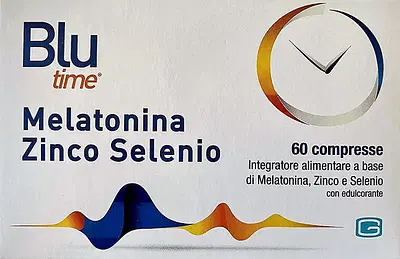 Blu
time®
Melatonina
Zinco Selenio
60 compresse
Integratore alimentare a base
di Melatonina, Zinco e Selenio
con edulcorante